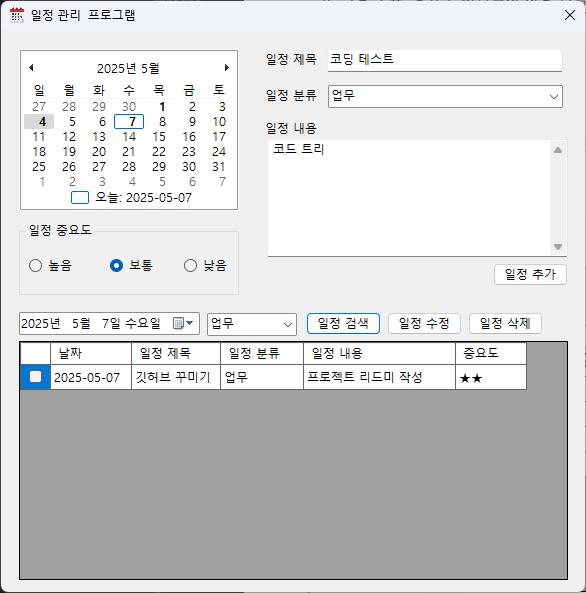 일정 관리 프로그램
2025년 5월
일 월 화 수 목 금 토
27 28 29 30 1 2 3
4 5 6 7 8 9 10
11 12 13 14 15 16 17
18 19 20 21 22 23 24
25 26 27 28 29 30 31
1 2 3 4 5 6 7
오늘: 2025-05-07
일정 중요도
높음 보통 낮음
일정 제목 코딩 테스트
일정 분류 업무
일정 내용
코드 트리
일정 추가
2025년 5월 7일 수요일 업무 일정 검색 일정 수정 일정 삭제
날짜 일정 제목 일정 분류 일정 내용 중요도
2025-05-07 깃허브 꾸미기 업무 프로젝트 리드미 작성 ★★